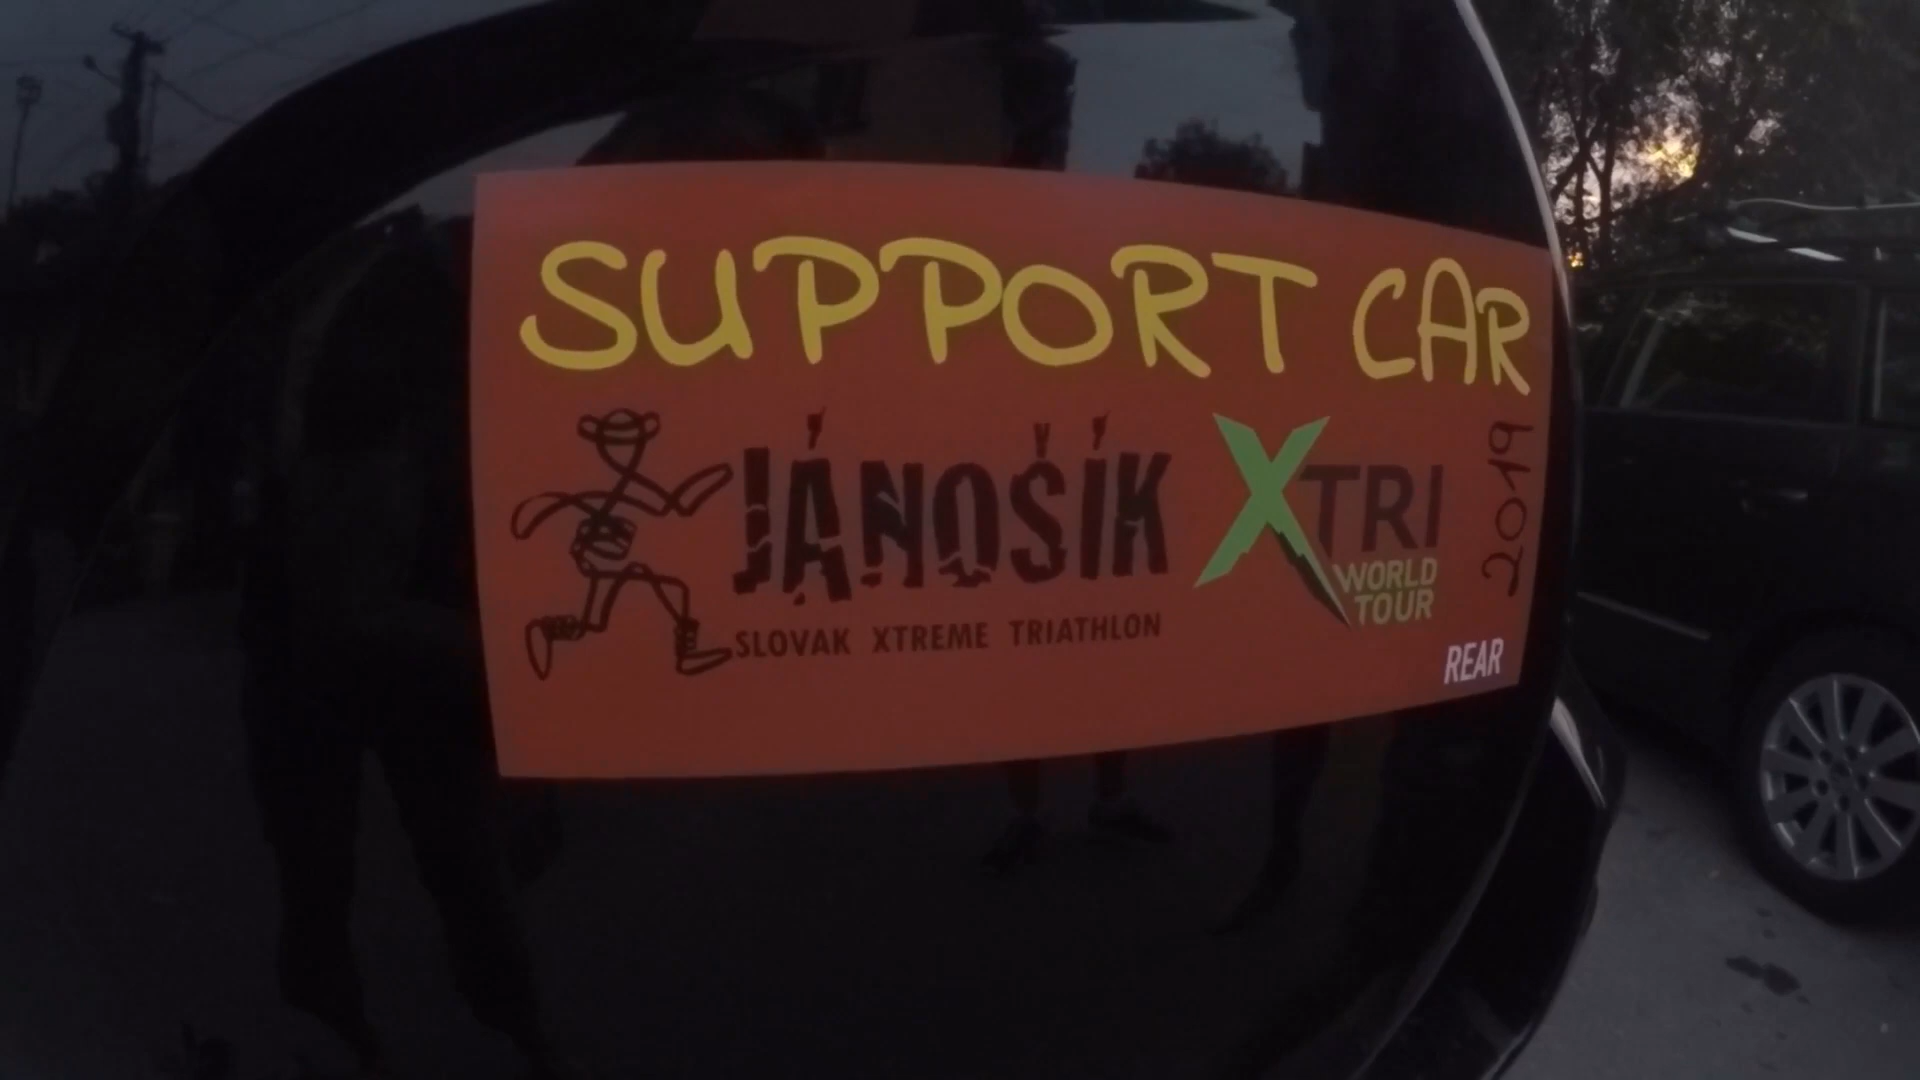 SUPPORT CAR
JÁNOŠÍK
SLOVAK XTREME TRIATHLON
XTRI
WORLD
TOUR
2019
REAR